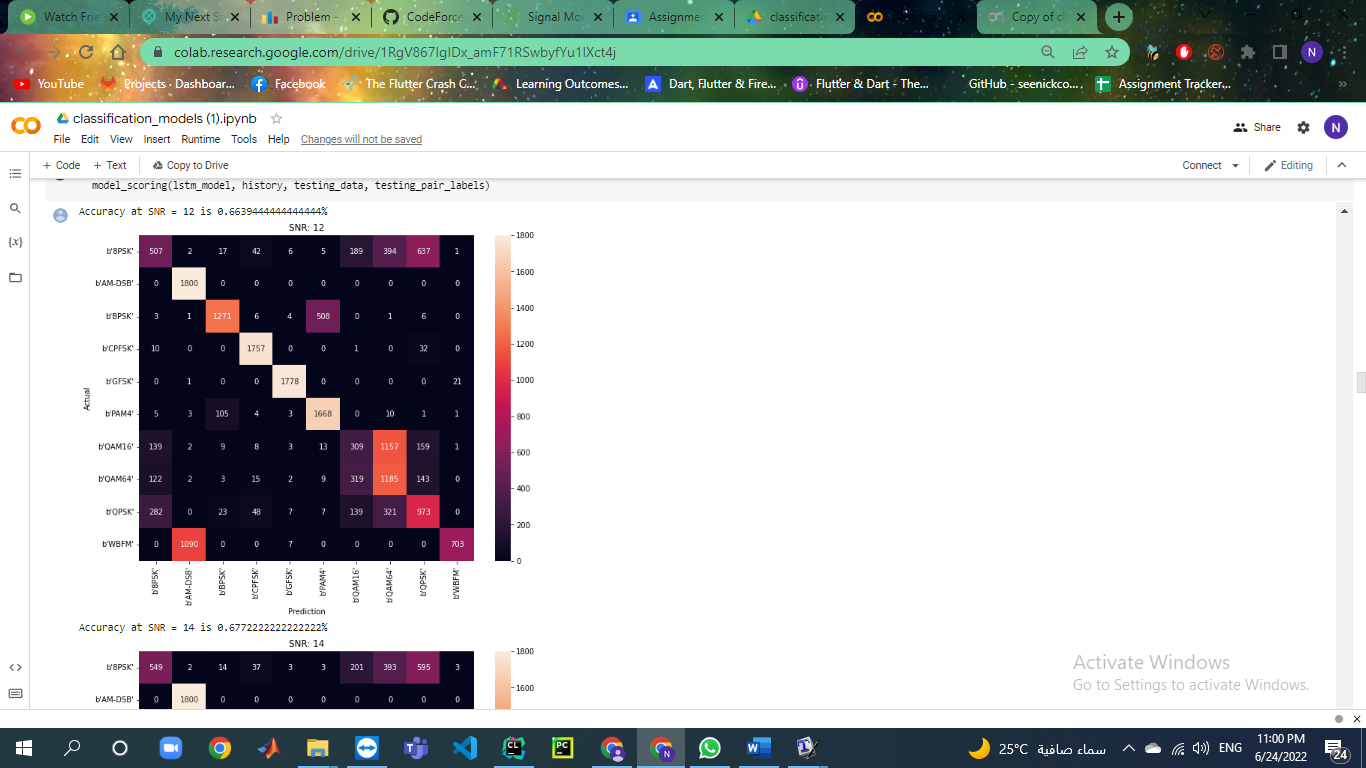 Watch Frie
My Next S
Problem -
CodeForce
Signal Mo
Assignmen
classificatio
Copy of cl
colab.research.google.com/drive/1RgV867IgIDx_amF71RSwbyfYu1IXct4j
N
YouTube
Projects · Dashboar...
Facebook
The Flutter Crash C...
Learning Outcomes...
Dart, Flutter & Fire...
Flutter & Dart - The...
GitHub - seenickco...
Assignment Tracker...
»
classification_models (1).ipynb
File Edit View Insert Runtime Tools Help Changes will not be saved
Share
N
+ Code + Text Copy to Drive
Connect
Editing
model_scoring(lstm_model, history, testing_data, testing_pair_labels)
Accuracy at SNR = 12 is 0.6639444444444444%
SNR: 12
b'8PSK' 507 2 17 42 6 5 189 394 637 1
b'AM-DSB' 0 1800 0 0 0 0 0 0 0 0
b'BPSK' 3 1 1271 6 4 508 0 1 6 0
b'CPFSK' 10 0 0 1757 0 0 1 0 32 0
b'GFSK' 0 1 0 0 1778 0 0 0 0 21
b'PAM4' 5 3 105 4 3 1668 0 10 1 1
b'QAM16' 139 2 9 8 3 13 309 1157 159 1
b'QAM64' 122 2 3 15 2 9 319 1185 143 0
b'QPSK' 282 0 23 48 7 7 139 321 973 0
b'WBFM' 0 1090 0 0 7 0 0 0 0 703
Actual
b'8PSK' b'AM-DSB' b'BPSK' b'CPFSK' b'GFSK' b'PAM4' b'QAM16' b'QAM64' b'QPSK' b'WBFM'
Prediction
1800
1600
1400
1200
1000
800
600
400
200
0
Accuracy at SNR = 14 is 0.6772222222222222%
SNR: 14
b'8PSK' 549 2 14 37 3 3 201 393 595 3
b'AM-DSB' 0 1800 0 0 0 0 0 0 0 0
1800
1600
Activate Windows
Go to Settings to activate Windows.
25°C سماء صافية
ENG
11:00 PM
6/24/2022
24